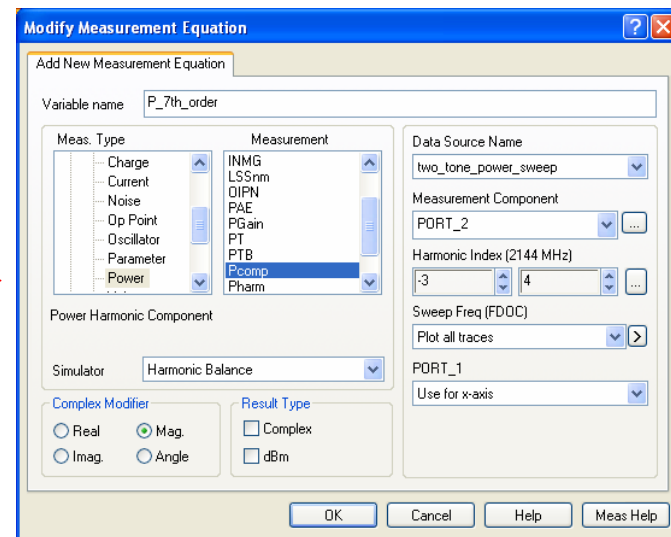 Modify Measurement Equation
Add New Measurement Equation
Variable name P_7th_order
Meas. Type Measurement
Charge
Current
Noise
Op Point
Oscillator
Parameter
Power
INMG
LSSnm
OIPN
PAE
PGain
PT
PTB
Pcomp
Pharm
Power Harmonic Component
Simulator Harmonic Balance
Complex Modifier
Real Mag.
Imag. Angle
Result Type
Complex
dBm
Data Source Name
two_tone_power_sweep
Measurement Component
PORT_2 ...
Harmonic Index (2144 MHz)
-3 4 ...
Sweep Freq (FDOC)
Plot all traces >
PORT_1
Use for x-axis
OK Cancel Help Meas Help